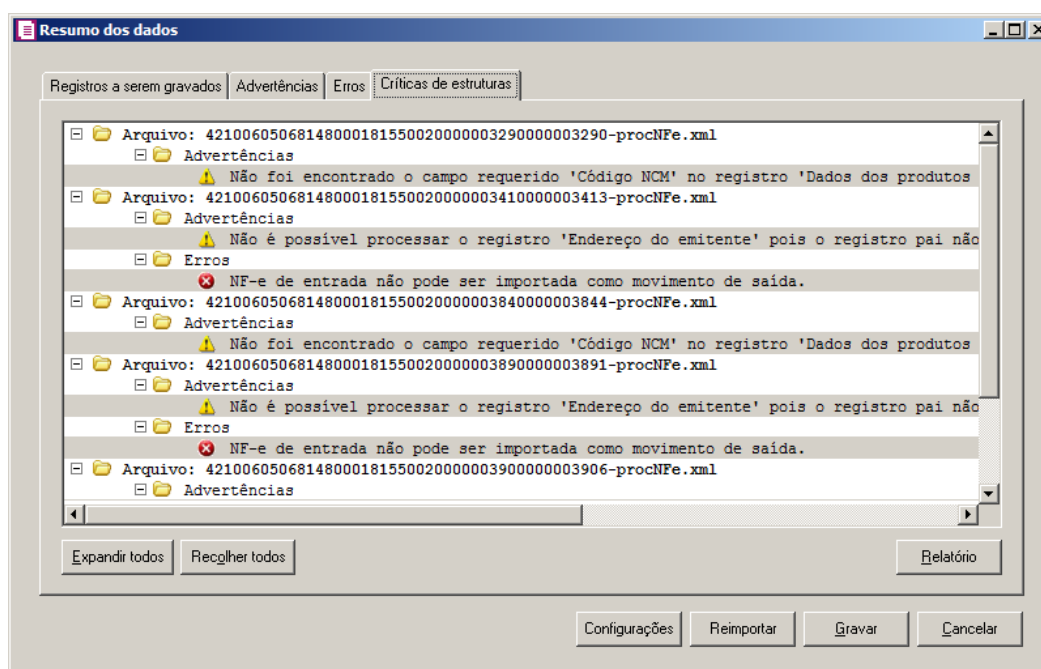 Resumo dos dados
Registros a serem gravados Advertências Erros Críticas de estruturas
Arquivo: 42100605068148000181550020000003290000003290-procNFe.xml
Advertências
Não foi encontrado o campo requerido 'Código NCM' no registro 'Dados dos produtos
Arquivo: 42100605068148000181550020000003410000003413-procNFe.xml
Advertências
Não é possível processar o registro 'Endereço do emitente' pois o registro pai não
Erros
NF-e de entrada não pode ser importada como movimento de saída.
Arquivo: 42100605068148000181550020000003840000003844-procNFe.xml
Advertências
Não foi encontrado o campo requerido 'Código NCM' no registro 'Dados dos produtos
Arquivo: 42100605068148000181550020000003890000003891-procNFe.xml
Advertências
Não é possível processar o registro 'Endereço do emitente' pois o registro pai não
Erros
NF-e de entrada não pode ser importada como movimento de saída.
Arquivo: 42100605068148000181550020000003900000003906-procNFe.xml
Advertências
Expandir todos Recolher todos Relatório
Configurações Reimportar Gravar Cancelar